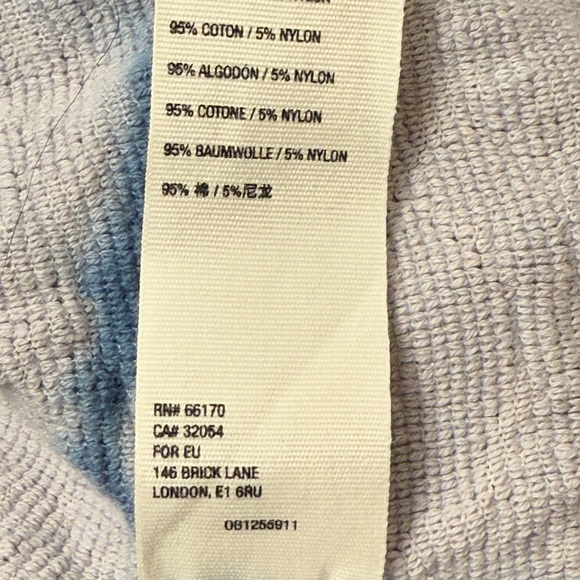 95% COTON / 5% NYLON
95% ALGODÓN / 5% NYLON
95% COTONE / 5% NYLON
95% BAUMWOLLE / 5% NYLON
95% 棉 / 5%尼龙
RN# 66170
CA# 32054
FOR EU
146 BRICK LANE
LONDON, E1 6RU
OB1255911